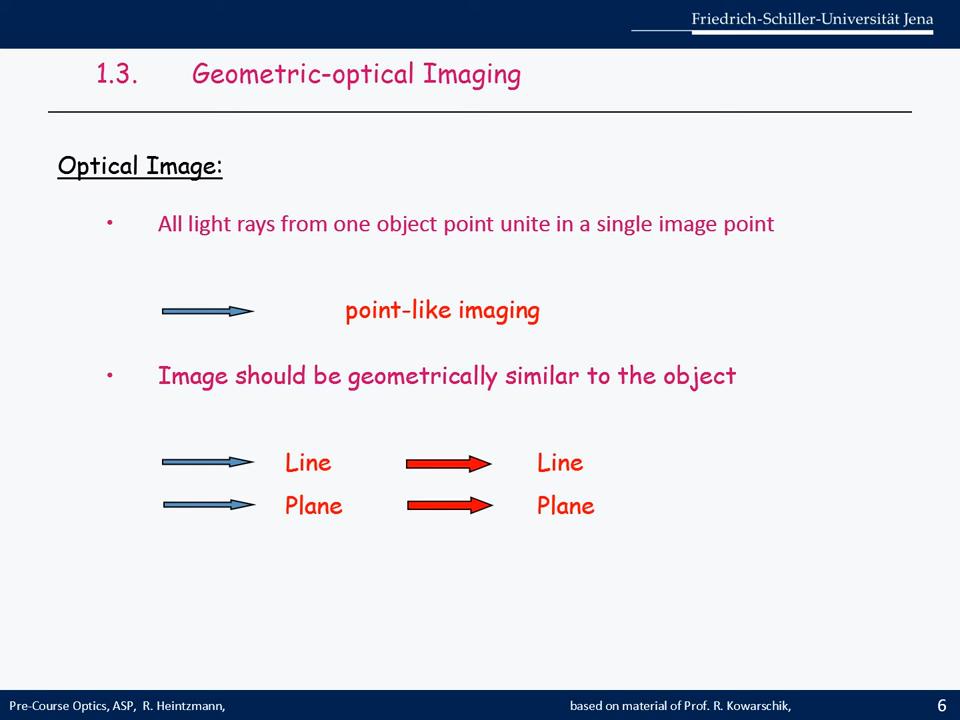 Friedrich-Schiller-Universität Jena
1.3. Geometric-optical Imaging
Optical Image:
• All light rays from one object point unite in a single image point
point-like imaging
• Image should be geometrically similar to the object
Line Line
Plane Plane
Pre-Course Optics, ASP, R. Heintzmann, based on material of Prof. R. Kowarschik, 6